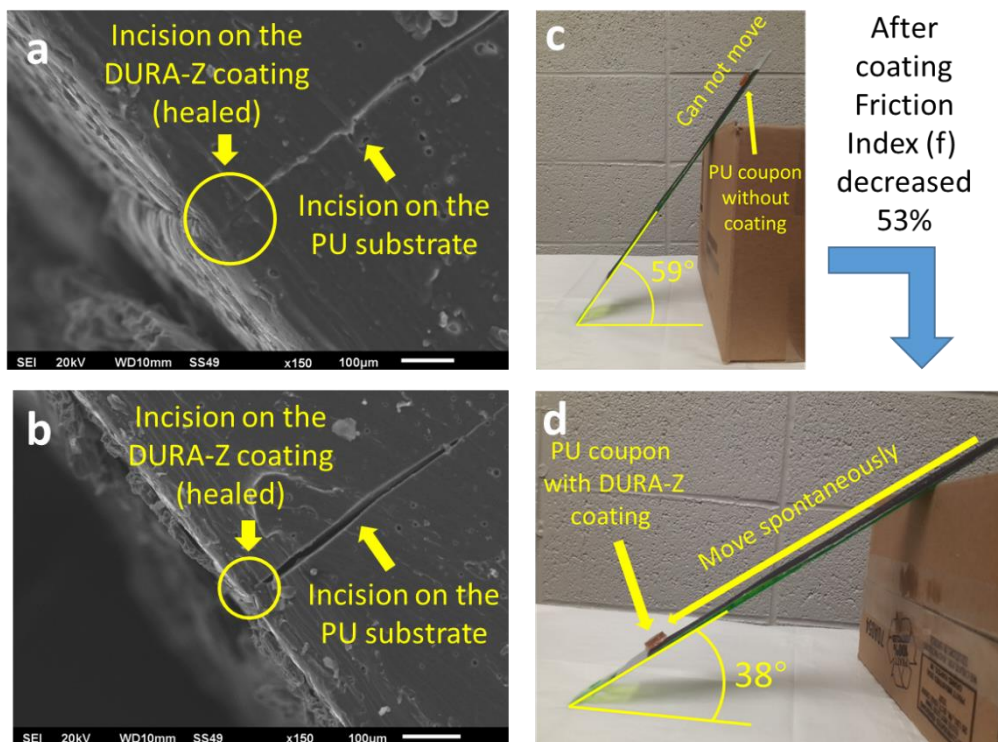 a
Incision on the
DURA-Z coating
(healed)
Incision on the
PU substrate
SEI 20kV WD10mm SS49 x150 100µm
b
Incision on the
DURA-Z coating
(healed)
Incision on the
PU substrate
SEI 20kV WD10mm SS49 x150 100µm
c
Can not move
PU coupon
without
coating
59°
After
coating
Friction
Index (f)
decreased
53%
d
PU coupon
with DURA-Z
coating
Move spontaneously
38°